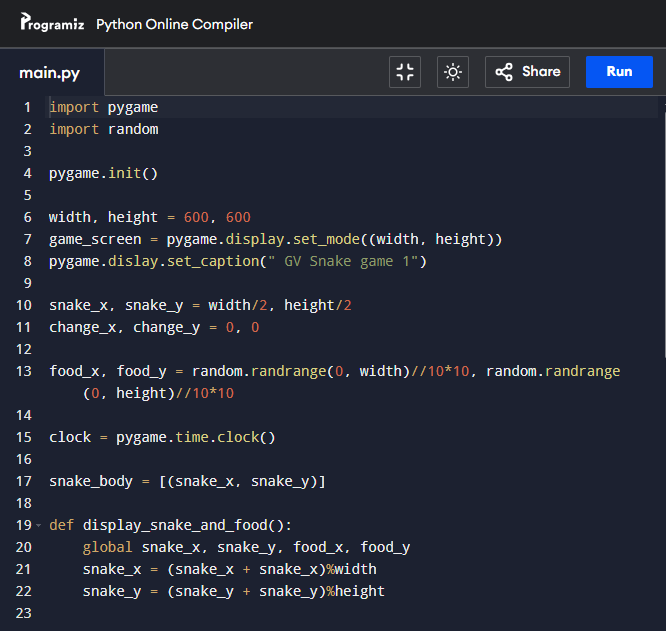 Programiz Python Online Compiler
main.py Share Run
1 import pygame
2 import random
3
4 pygame.init()
5
6 width, height = 600, 600
7 game_screen = pygame.display.set_mode((width, height))
8 pygame.dislay.set_caption(" GV Snake game 1")
9
10 snake_x, snake_y = width/2, height/2
11 change_x, change_y = 0, 0
12
13 food_x, food_y = random.randrange(0, width)//10*10, random.randrange
(0, height)//10*10
14
15 clock = pygame.time.clock()
16
17 snake_body = [(snake_x, snake_y)]
18
19 def display_snake_and_food():
20     global snake_x, snake_y, food_x, food_y
21     snake_x = (snake_x + snake_x)%width
22     snake_y = (snake_y + snake_y)%height
23